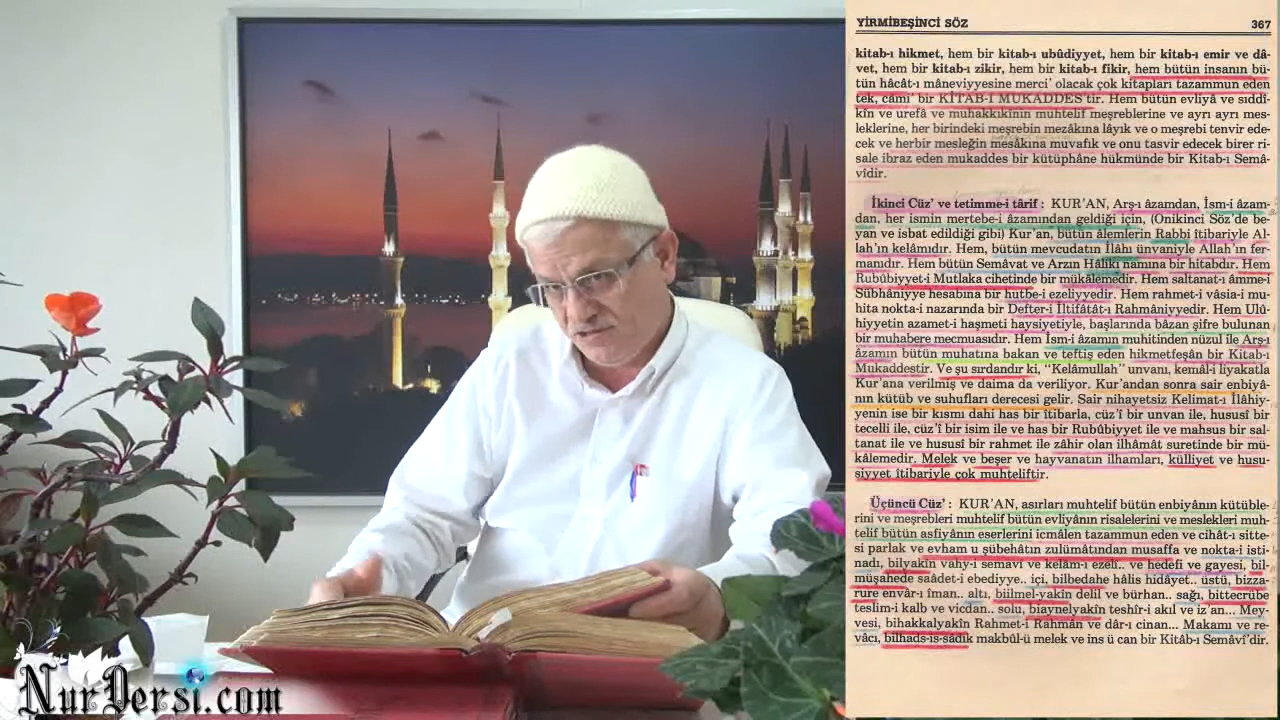 YİRMİBEŞİNCİ SÖZ 367
kitab-ı hikmet, hem bir kitab-ı ubûdiyyet, hem bir kitab-ı emir ve dâ-
vet, hem bir kitab-ı zikir, hem bir kitab-ı fikir, hem bütün insanın bü-
tün hâcât-ı mâneviyyesine merci' olacak çok kitapları tazammun eden
tek, câmi' bir KİTAB-I MUKADDES'tir. Hem bütün evliyâ ve sıddî-
kîn ve urefâ ve muhakkıkînin muhtelif meşreblerine ve ayrı ayrı mes-
leklerine, her birindeki meşrebin mezâkına lâyık ve o meşrebi tenvir ede-
cek ve herbir mesleğin mesâkına muvafık ve onu tasvir edecek birer ri-
sale ibraz eden mukaddes bir kütüphâne hükmünde bir Kitab-ı Semâ-
vîdir.
İkinci Cüz' ve tetimme-i târif : KUR'AN, Arş-ı âzamdan, İsm-i âzam-
dan, her ismin mertebe-i âzamından geldiği için, (Onikinci Söz'de be-
yan ve isbat edildiği gibi) Kur'an, bütün âlemlerin Rabbi îtibariyle Al-
lah'ın kelâmıdır. Hem, bütün mevcudatın İlâhı ünvaniyle Allah'ın fer-
manıdır. Hem bütün Semâvat ve Arzın Hâlikı namına bir hitabdır. Hem
Rubûbiyyet-i Mutlaka cihetinde bir mükâlemedir. Hem saltanat-ı âmme-i
Sübhâniyye hesabına bir hutbe-i ezeliyyedir. Hem rahmet-i vâsia-i mu-
hita nokta-i nazarında bir Defter-i İltifâtât-ı Rahmâniyyedir. Hem Ulû-
hiyyetin azamet-i haşmeti haysiyetiyle, başlarında bâzan şifre bulunan
bir muhabere mecmuasıdır. Hem İsm-i âzamın muhitinden nüzul ile Arş-ı
âzamın bütün muhatına bakan ve teftiş eden hikmetfeşân bir Kitab-ı
Mukaddestir. Ve şu sırdandır ki, "Kelâmullah" unvanı, kemâl-i liyakatla
Kur'ana verilmiş ve daima da veriliyor. Kur'andan sonra sair enbiyâ-
nın kütüb ve suhufları derecesi gelir. Sair nihayetsiz Kelimat-ı İlâhiy-
yenin ise bir kısmı dahi has bir îtibarla, cüz'î bir unvan ile, hususî bir
tecelli ile, cüz'î bir isim ile ve has bir Rubûbiyyet ile ve mahsus bir sal-
tanat ile ve hususî bir rahmet ile zâhir olan ilhâmât suretinde bir mü-
kâlemedir. Melek ve beşer ve hayvanatın ilhamları, külliyet ve husu-
siyyet îtibariyle çok muhteliftir.
Üçüncü Cüz' : KUR'AN, asırları muhtelif bütün enbiyânın kütüble-
rini ve meşrebleri muhtelif bütün evliyânın risalelerini ve meslekleri muh-
telif bütün asfiyânın eserlerini icmâlen tazammun eden ve cihât-ı sitte-
si parlak ve evham u şübehâtın zulümâtından musaffa ve nokta-i isti-
nadı, bilyakîn vahy-i semâvî ve kelâm-ı ezelî.. ve hedefi ve gayesi, bil-
müşahede saâdet-i ebediyye.. içi, bilbedahe hâlis hidâyet.. üstü, bizza-
rure envâr-ı îman.. altı, biilmel-yakîn delîl ve bürhan.. sağı, bittecrübe
teslim-i kalb ve vicdan.. solu, biaynelyakîn teshîr-i akıl ve iz'an... Mey-
vesi, bihakkalyakîn Rahmet-i Rahmân ve dâr-ı cinan... Makamı ve re-
vâcı, bilhads-is-sadık makbûl-ü melek ve ins ü can bir Kitâb-ı Semâvî'dir.
NurDersi.com